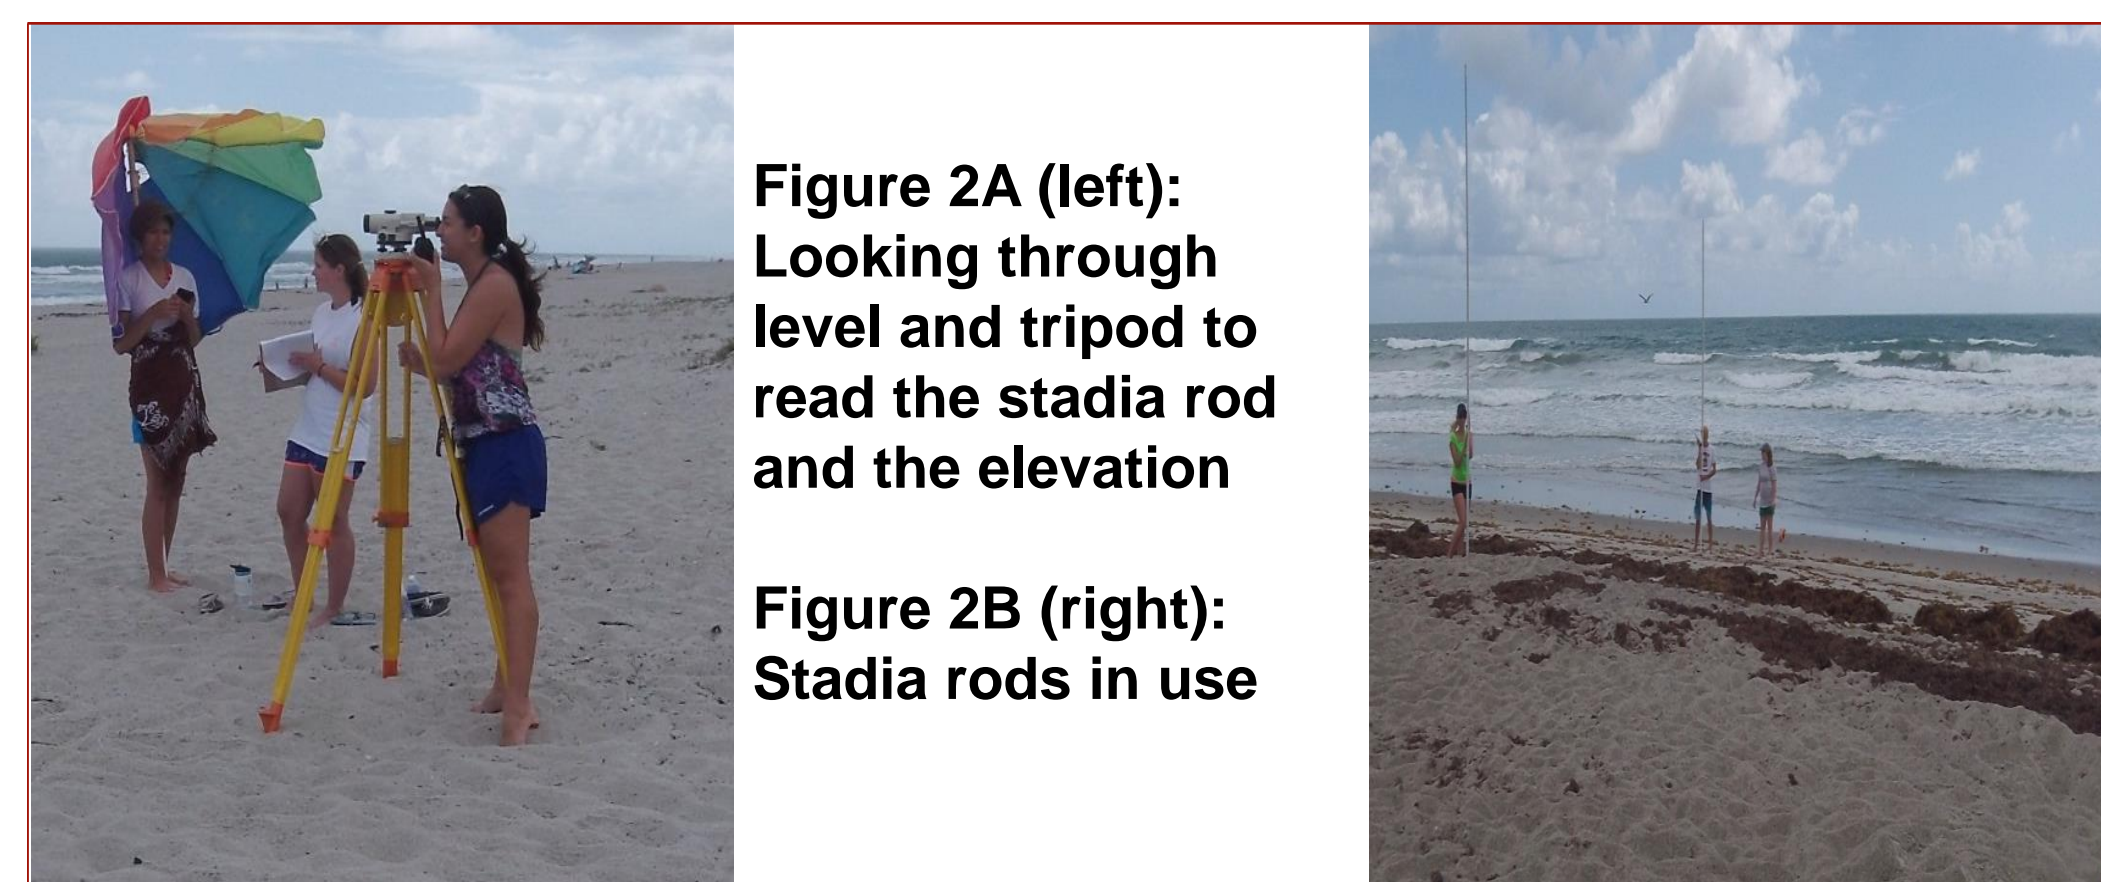 Figure 2A (left):
Looking through
level and tripod to
read the stadia rod
and the elevation
Figure 2B (right):
Stadia rods in use